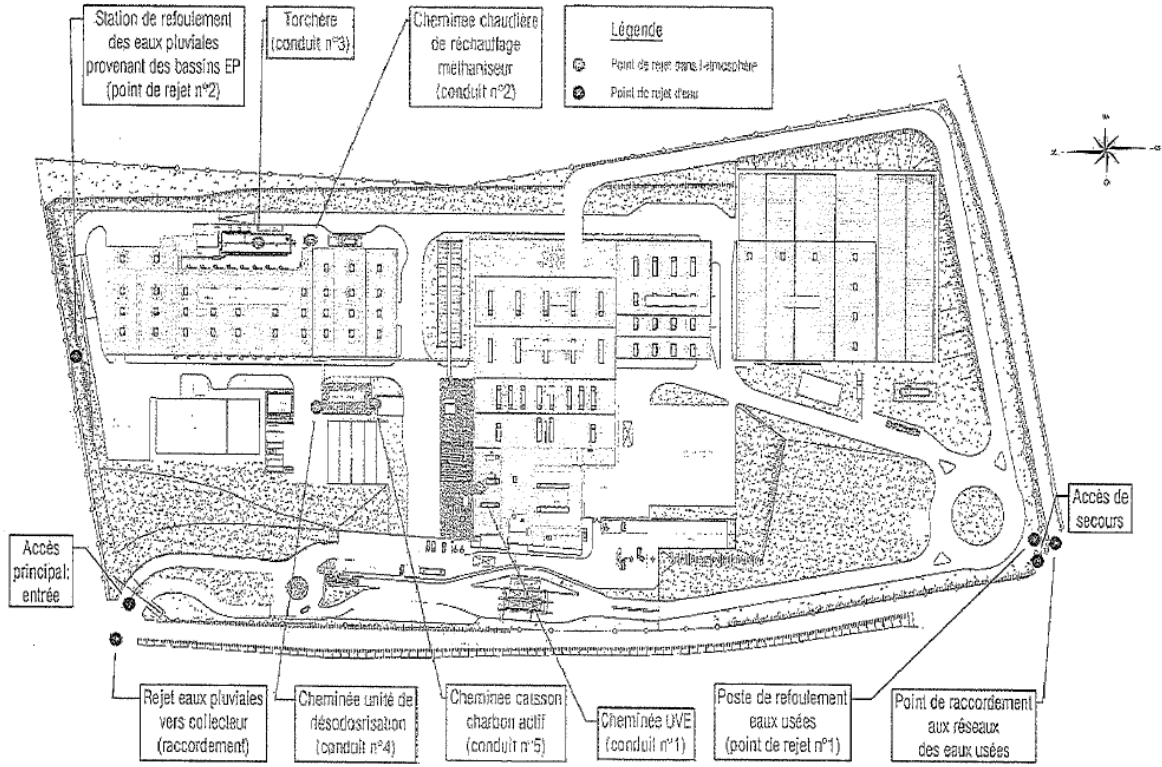 Station de refoulement
des eaux pluviales
provenant des bassins EP
(point de rejet n°2)
Torchère
(conduit n°3)
Cheminée chaudière
de réchauffage
méthaniseur
(conduit n°2)
Légende
Point de rejet dans l'atmosphère
Point de rejet d'eau
Accès de
secours
Accès
principal:
entrée
Rejet eaux pluviales
vers collecteur
(raccordement)
Cheminée unité de
désodorisation
(conduit n°4)
Cheminée caisson
charbon actif
(conduit n°5)
Cheminée UVE
(conduit n°1)
Poste de refoulement
eaux usées
(point de rejet n°1)
Point de raccordement
aux réseaux
des eaux usées